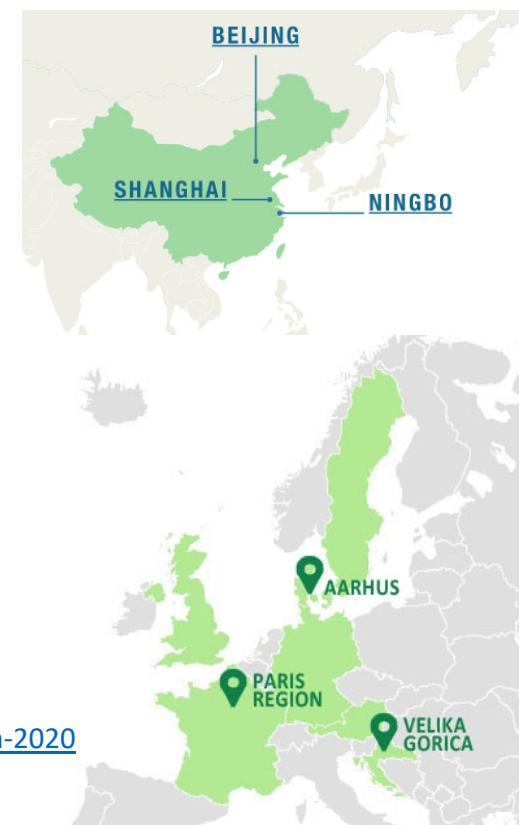 BEIJING
SHANGHAI
NINGBO
AARHUS
PARIS
REGION
VELIKA
GORICA
-2020